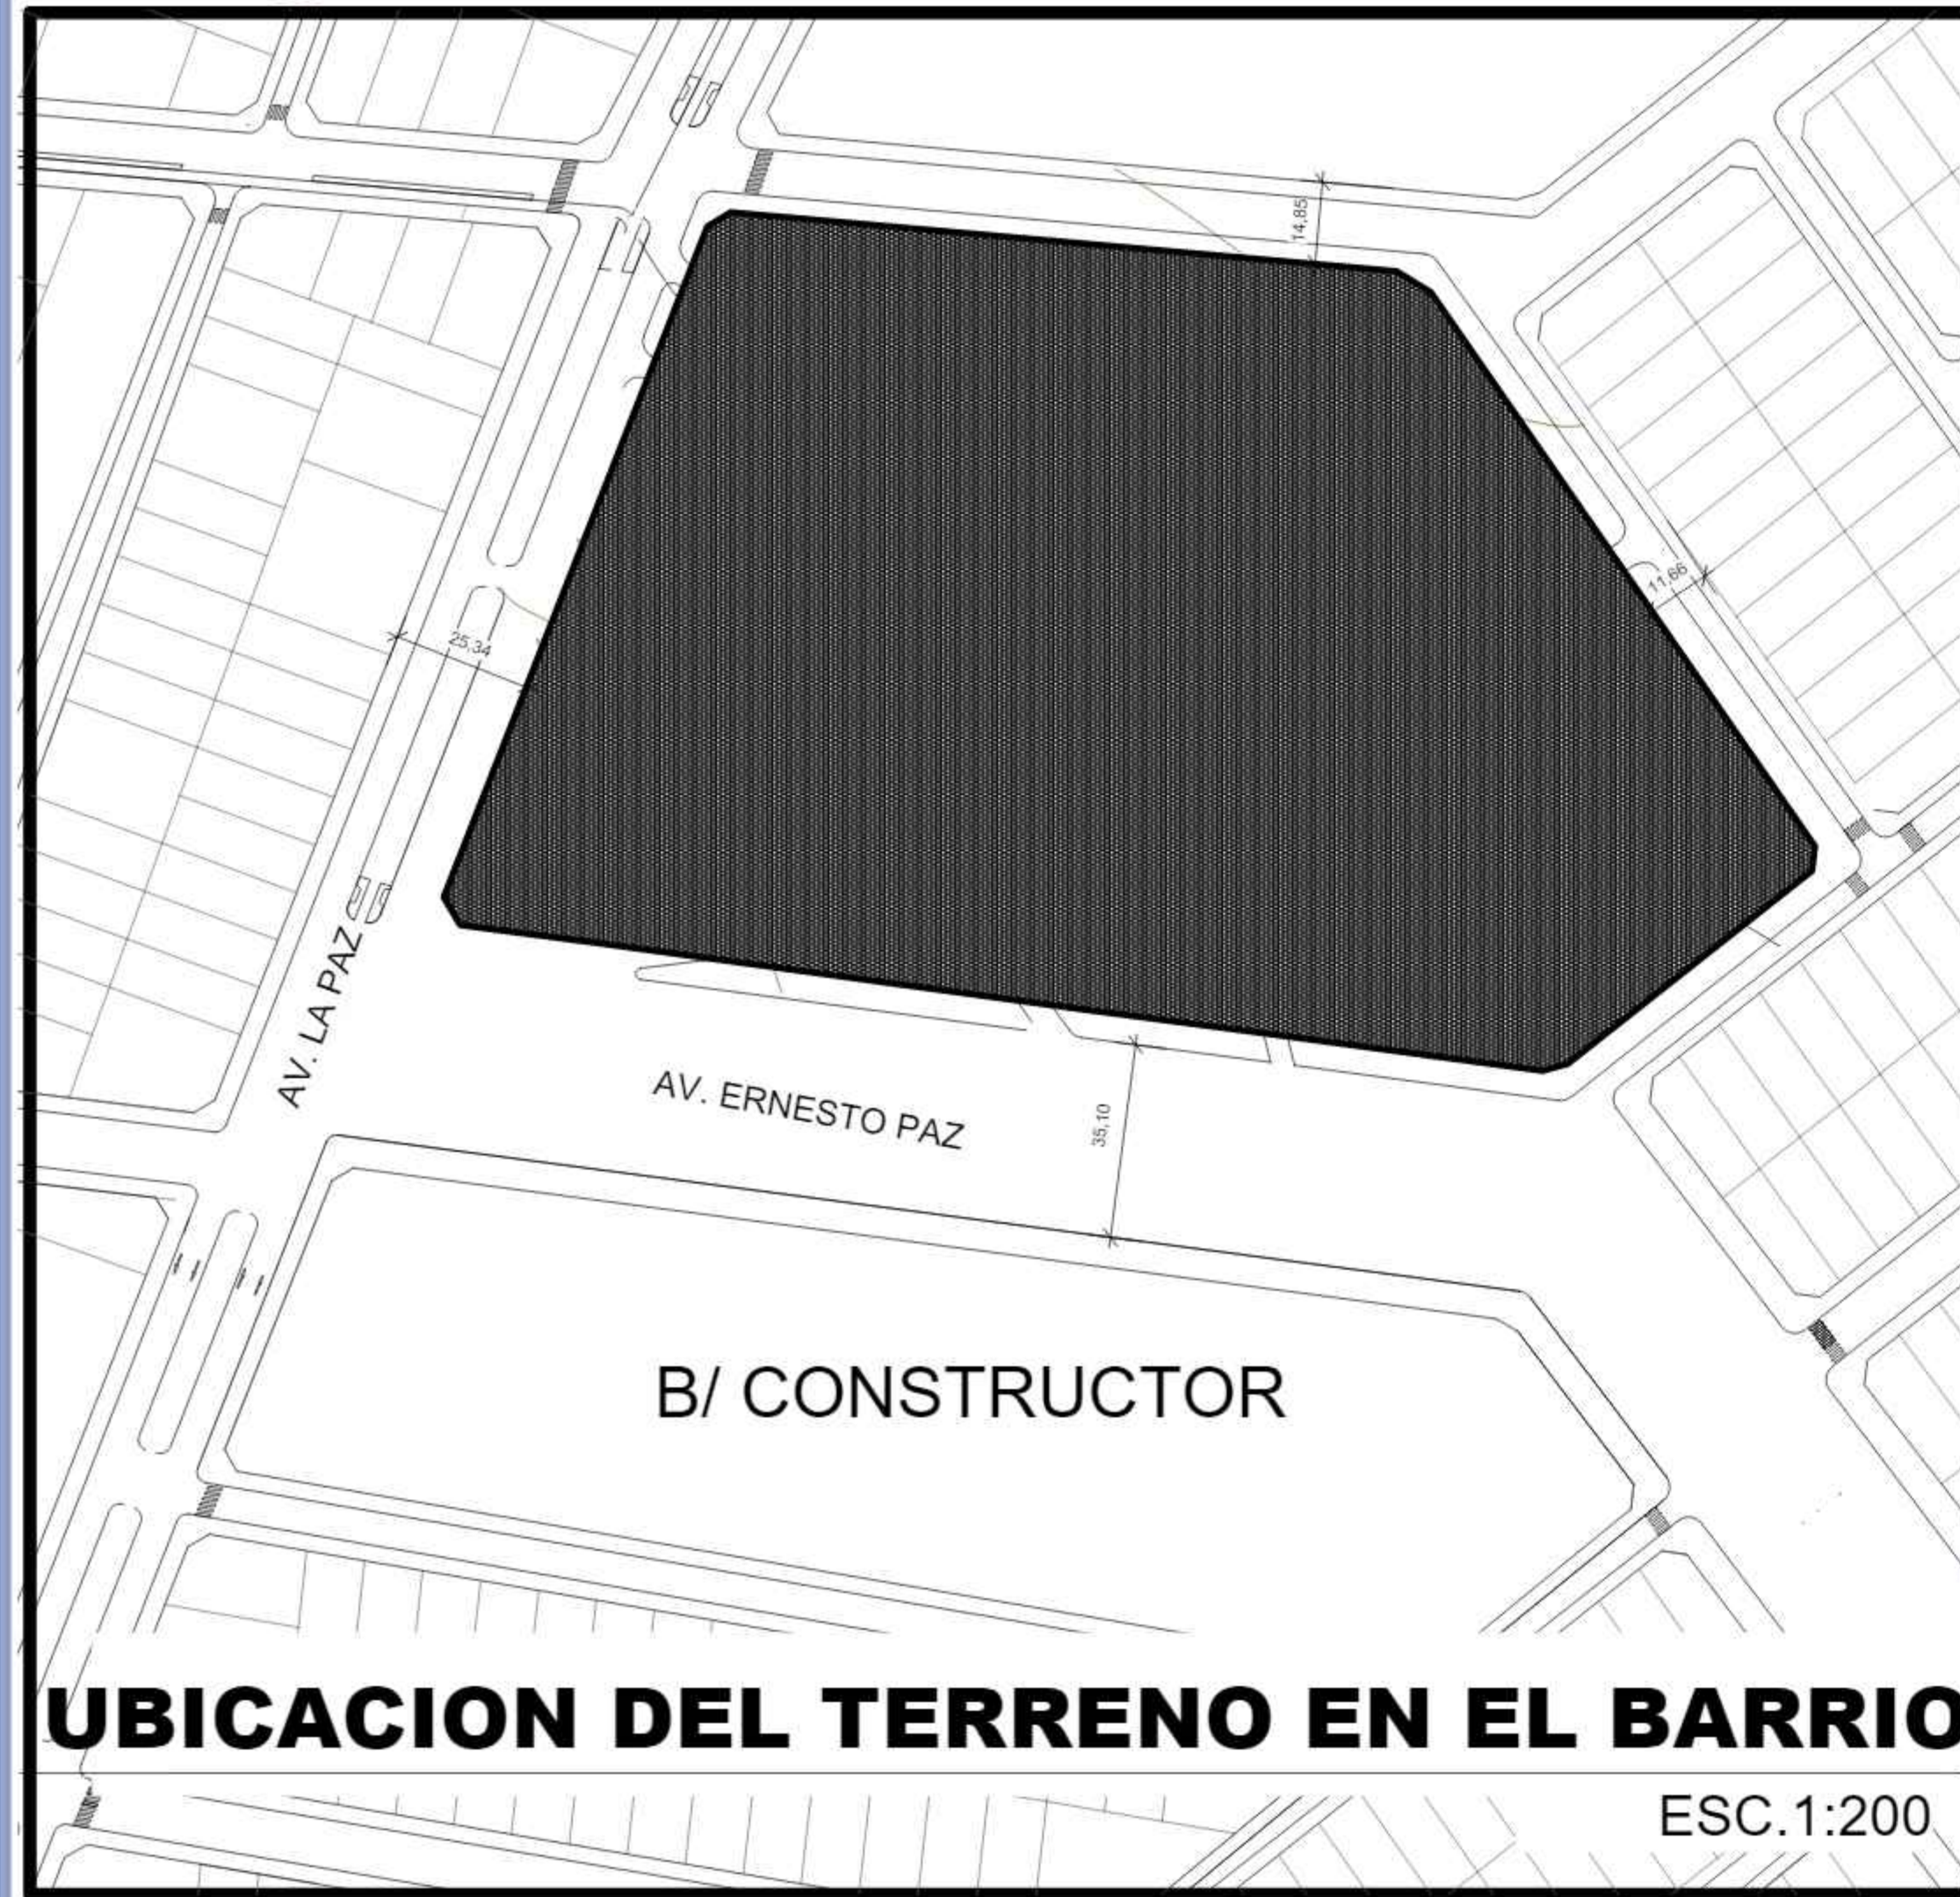 14,85
11,66
25,34
AV. LA PAZ
AV. ERNESTO PAZ
35,10
B/ CONSTRUCTOR
UBICACION DEL TERRENO EN EL BARRIO
ESC.1:200